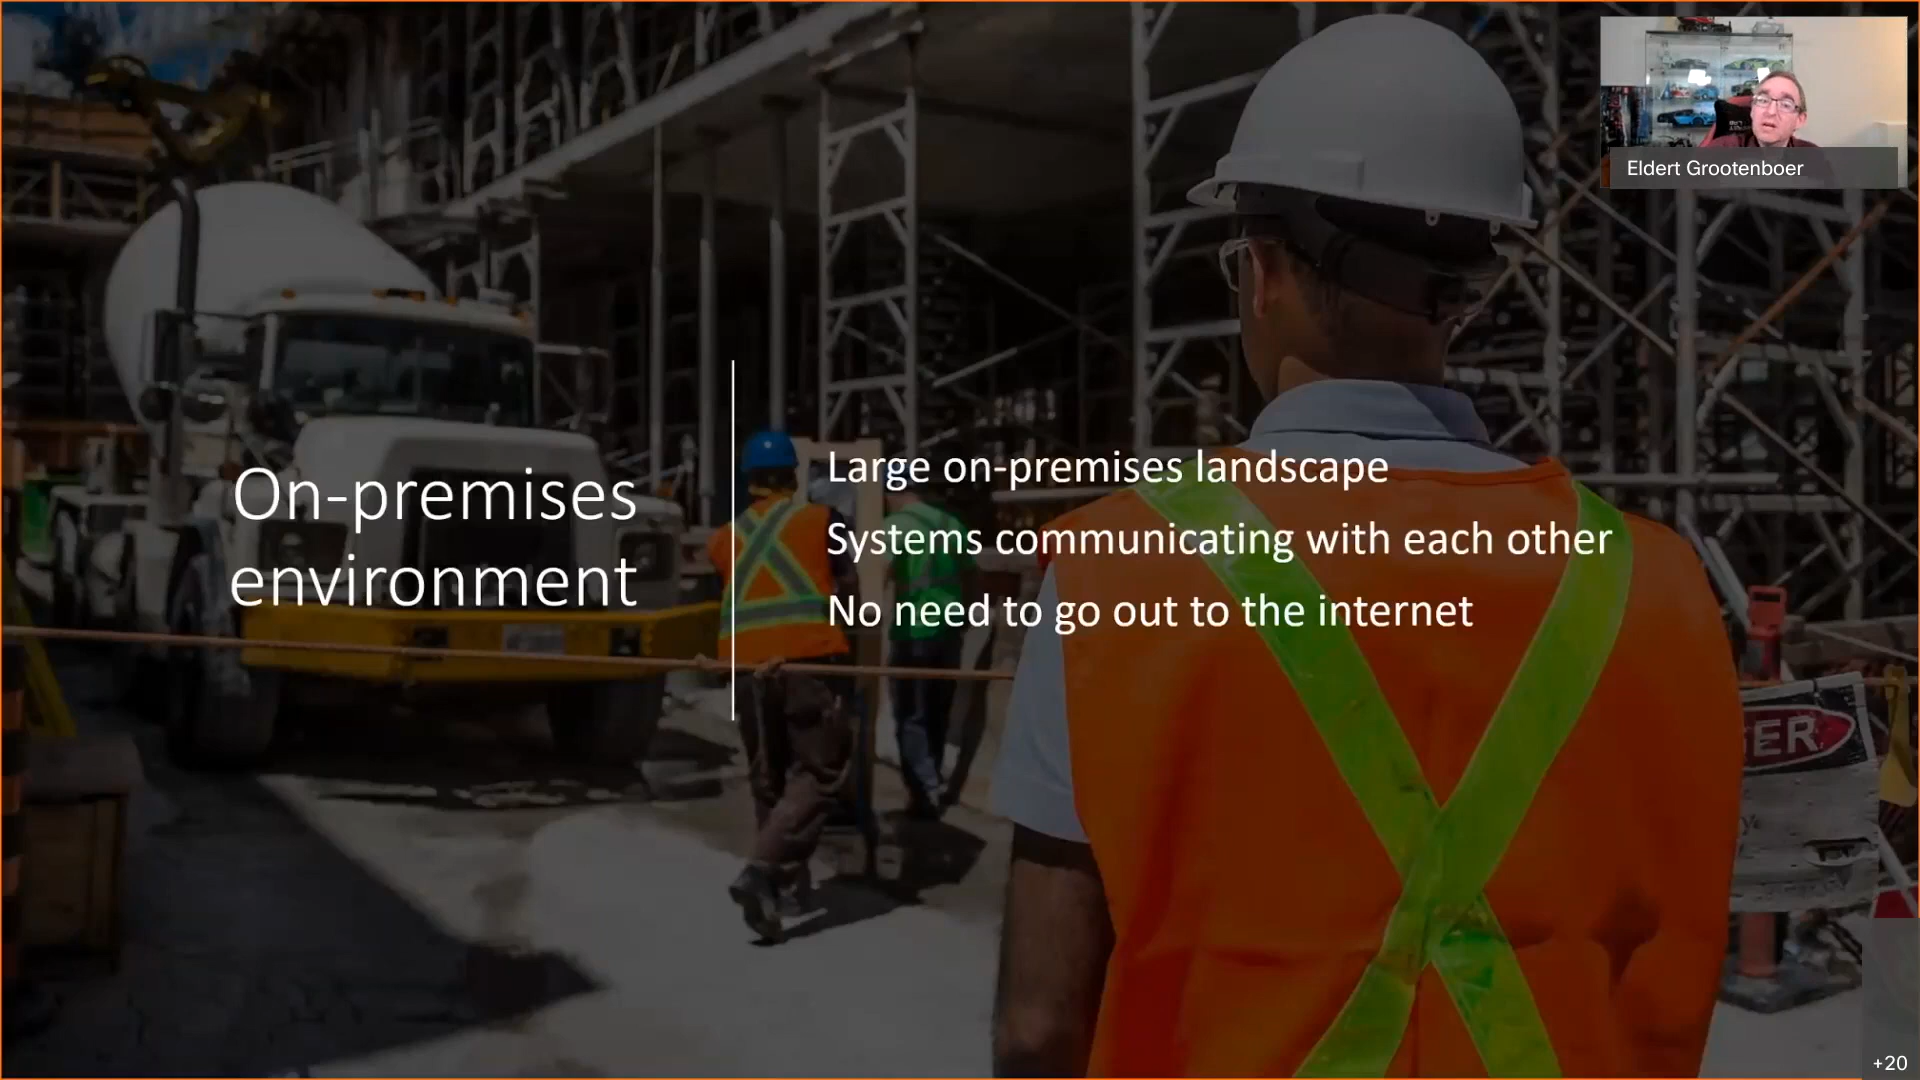 Eldert Grootenboer
On-premises
environment
Large on-premises landscape
Systems communicating with each other
No need to go out to the internet
ER
+20